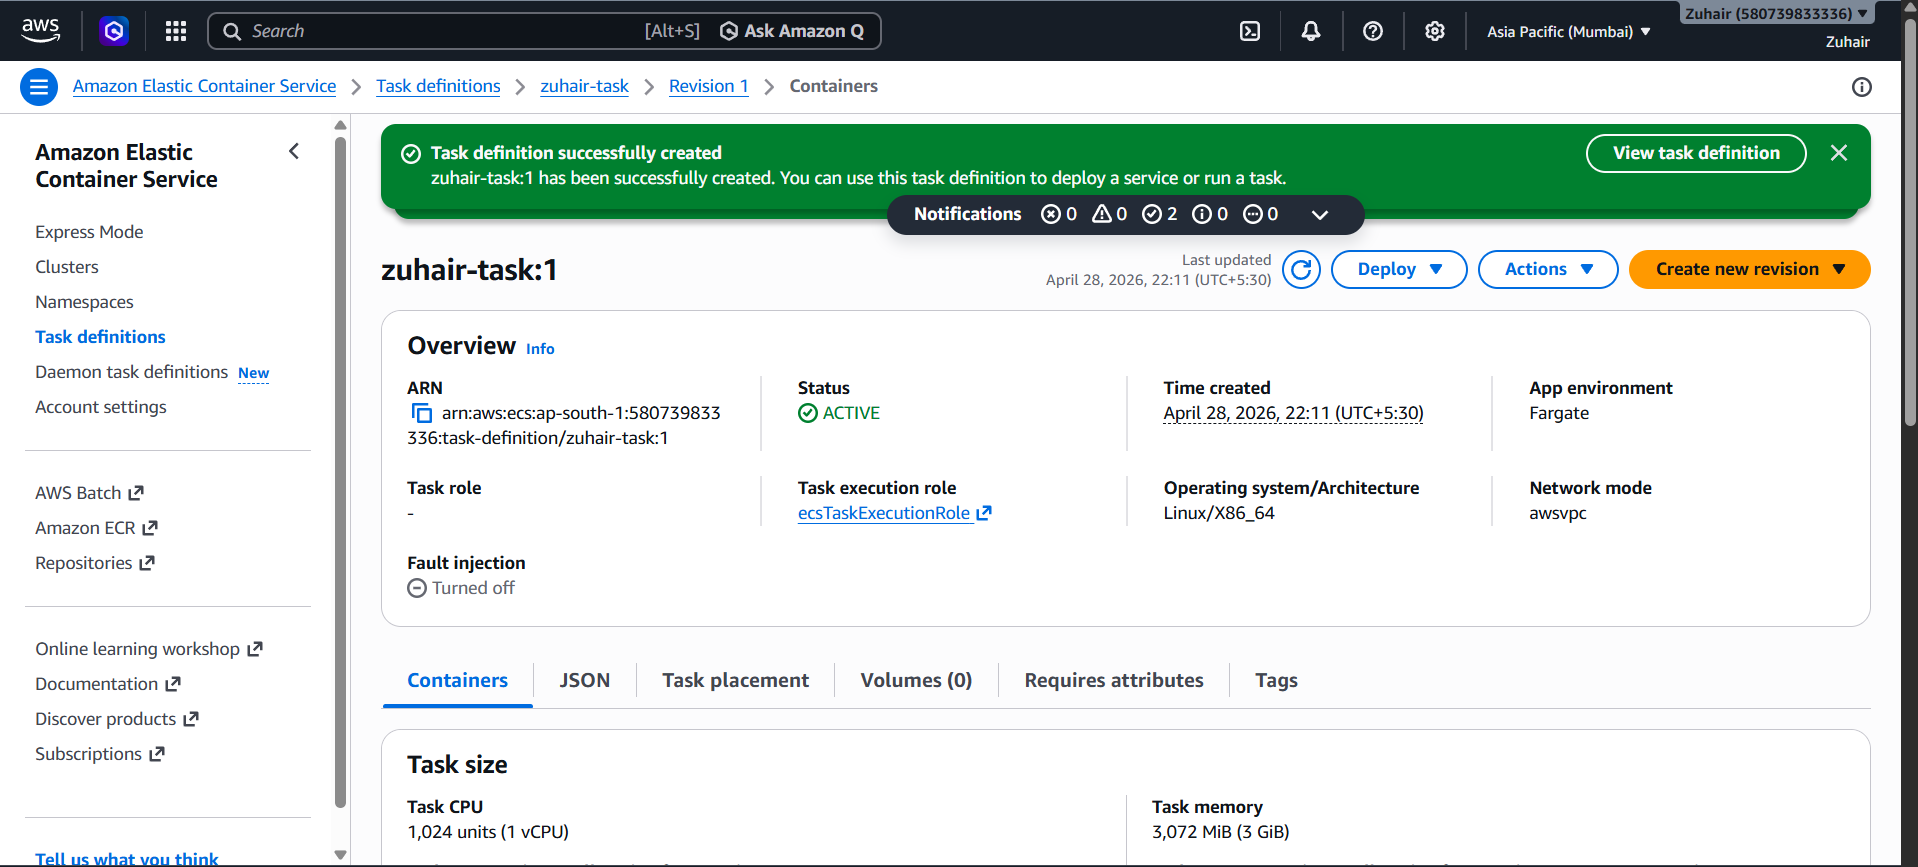 aws
Search [Alt+S] Ask Amazon Q
Asia Pacific (Mumbai)
Zuhair (580739833336)
Zuhair
Amazon Elastic Container Service > Task definitions > zuhair-task > Revision 1 > Containers
Amazon Elastic
Container Service
Express Mode
Clusters
Namespaces
Task definitions
Daemon task definitions New
Account settings
AWS Batch
Amazon ECR
Repositories
Online learning workshop
Documentation
Discover products
Subscriptions
Tell us what you think
Task definition successfully created
zuhair-task:1 has been successfully created. You can use this task definition to deploy a service or run a task.
View task definition
Notifications 0 0 2 0 0
zuhair-task:1
Last updated
April 28, 2026, 22:11 (UTC+5:30)
Deploy
Actions
Create new revision
Overview Info
ARN
arn:aws:ecs:ap-south-1:580739833
336:task-definition/zuhair-task:1
Status
ACTIVE
Time created
April 28, 2026, 22:11 (UTC+5:30)
App environment
Fargate
Task role
-
Task execution role
ecsTaskExecutionRole
Operating system/Architecture
Linux/X86_64
Network mode
awsvpc
Fault injection
Turned off
Containers
JSON
Task placement
Volumes (0)
Requires attributes
Tags
Task size
Task CPU
1,024 units (1 vCPU)
Task memory
3,072 MiB (3 GiB)